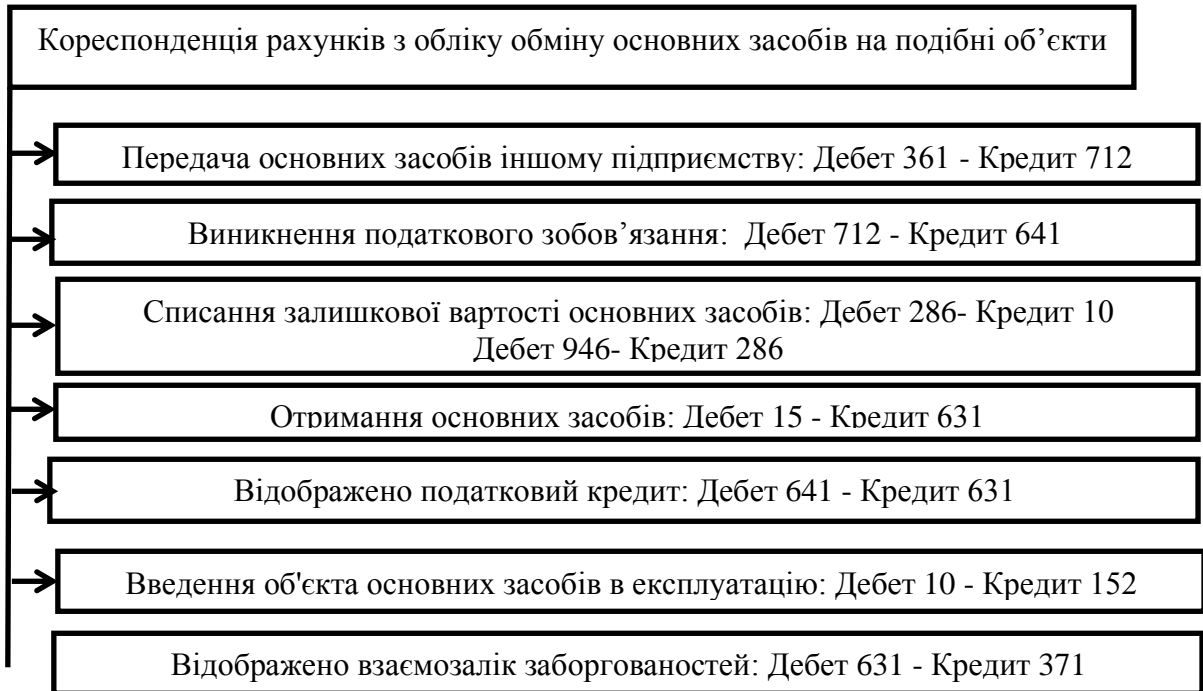 Кореспонденція рахунків з обліку обміну основних засобів на подібні об’єкти
Передача основних засобів іншому підприємству: Дебет 361 - Кредит 712
Виникнення податкового зобов’язання: Дебет 712 - Кредит 641
Списання залишкової вартості основних засобів: Дебет 286- Кредит 10
Дебет 946- Кредит 286
Отримання основних засобів: Дебет 15 - Кредит 631
Відображено податковий кредит: Дебет 641 - Кредит 631
Введення об'єкта основних засобів в експлуатацію: Дебет 10 - Кредит 152
Відображено взаємозалік заборгованостей: Дебет 631 - Кредит 371